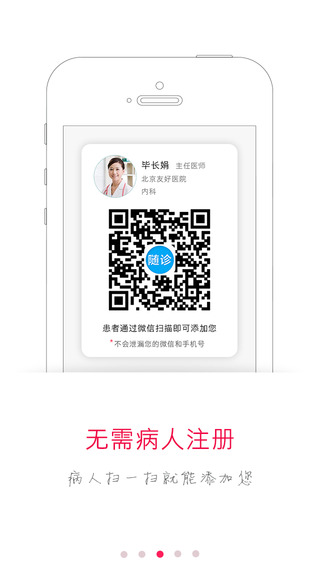 毕长娟 主任医师
北京友好医院
内科
随诊
患者通过微信扫描即可添加您
*不会泄漏您的微信和手机号
无需病人注册
病人扫一扫就能添加您